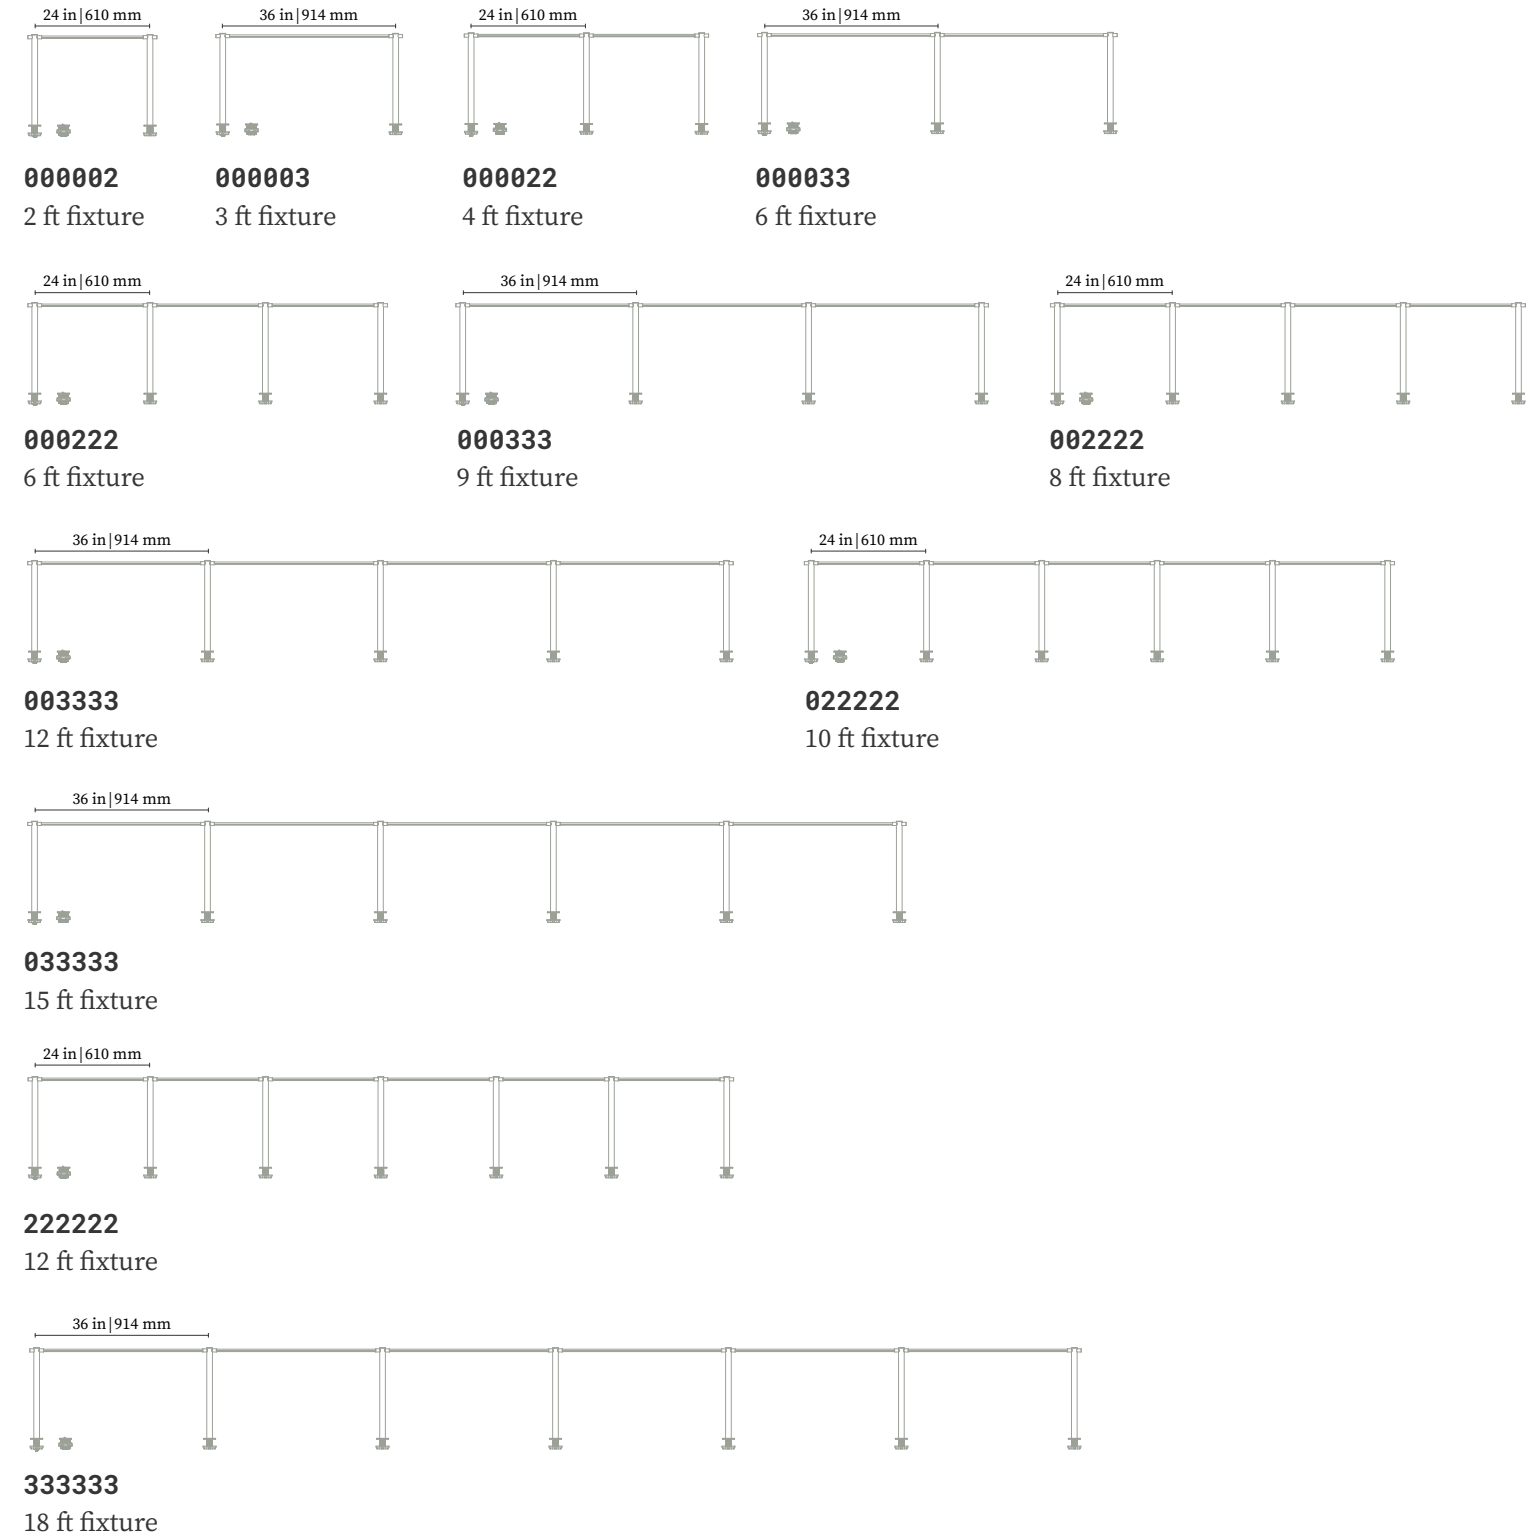 24 in|610 mm
36 in|914 mm
24 in|610 mm
36 in|914 mm
000002
000003
000022
000033
2 ft fixture
3 ft fixture
4 ft fixture
6 ft fixture
24 in|610 mm
36 in|914 mm
24 in|610 mm
000222
000333
002222
6 ft fixture
9 ft fixture
8 ft fixture
36 in|914 mm
24 in|610 mm
003333
022222
12 ft fixture
10 ft fixture
36 in|914 mm
033333
15 ft fixture
24 in|610 mm
222222
12 ft fixture
36 in|914 mm
333333
18 ft fixture